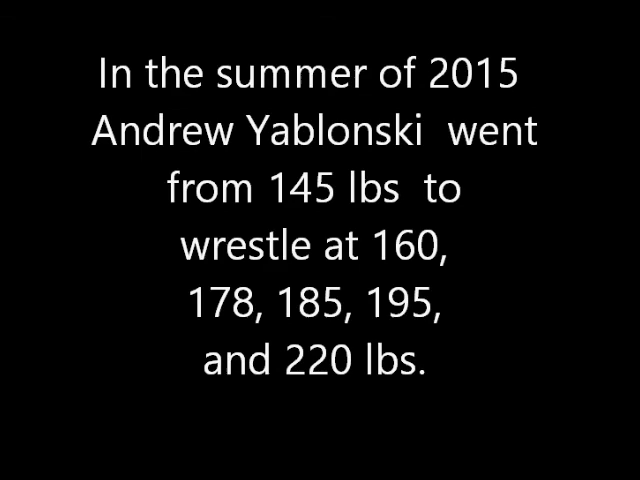 In the summer of 2015
Andrew Yablonski went
from 145 lbs to
wrestle at 160,
178, 185, 195,
and 220 lbs.